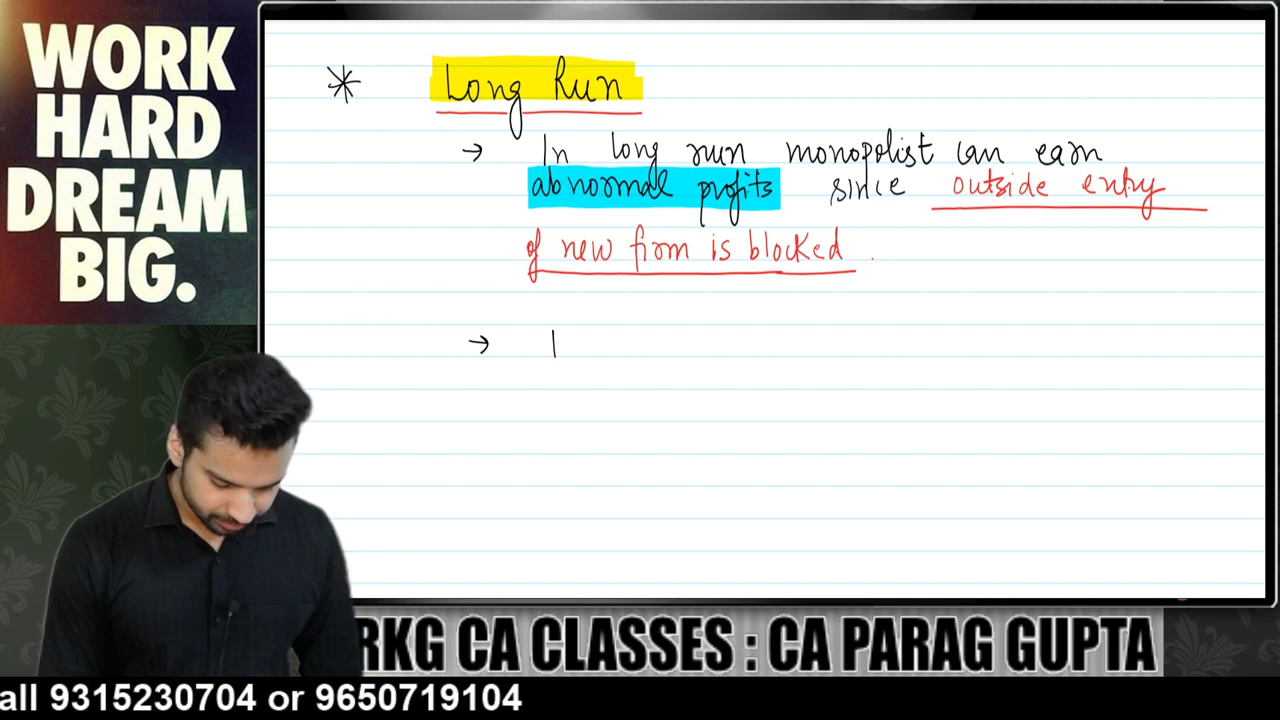 WORK
HARD
DREAM
BIG.
* Long Run
→ In long run monopolist can earn
abnormal profits since outside entry
of new firm is blocked.
→ I
RKG CA CLASSES : CA PARAG GUPTA
all 9315230704 or 9650719104